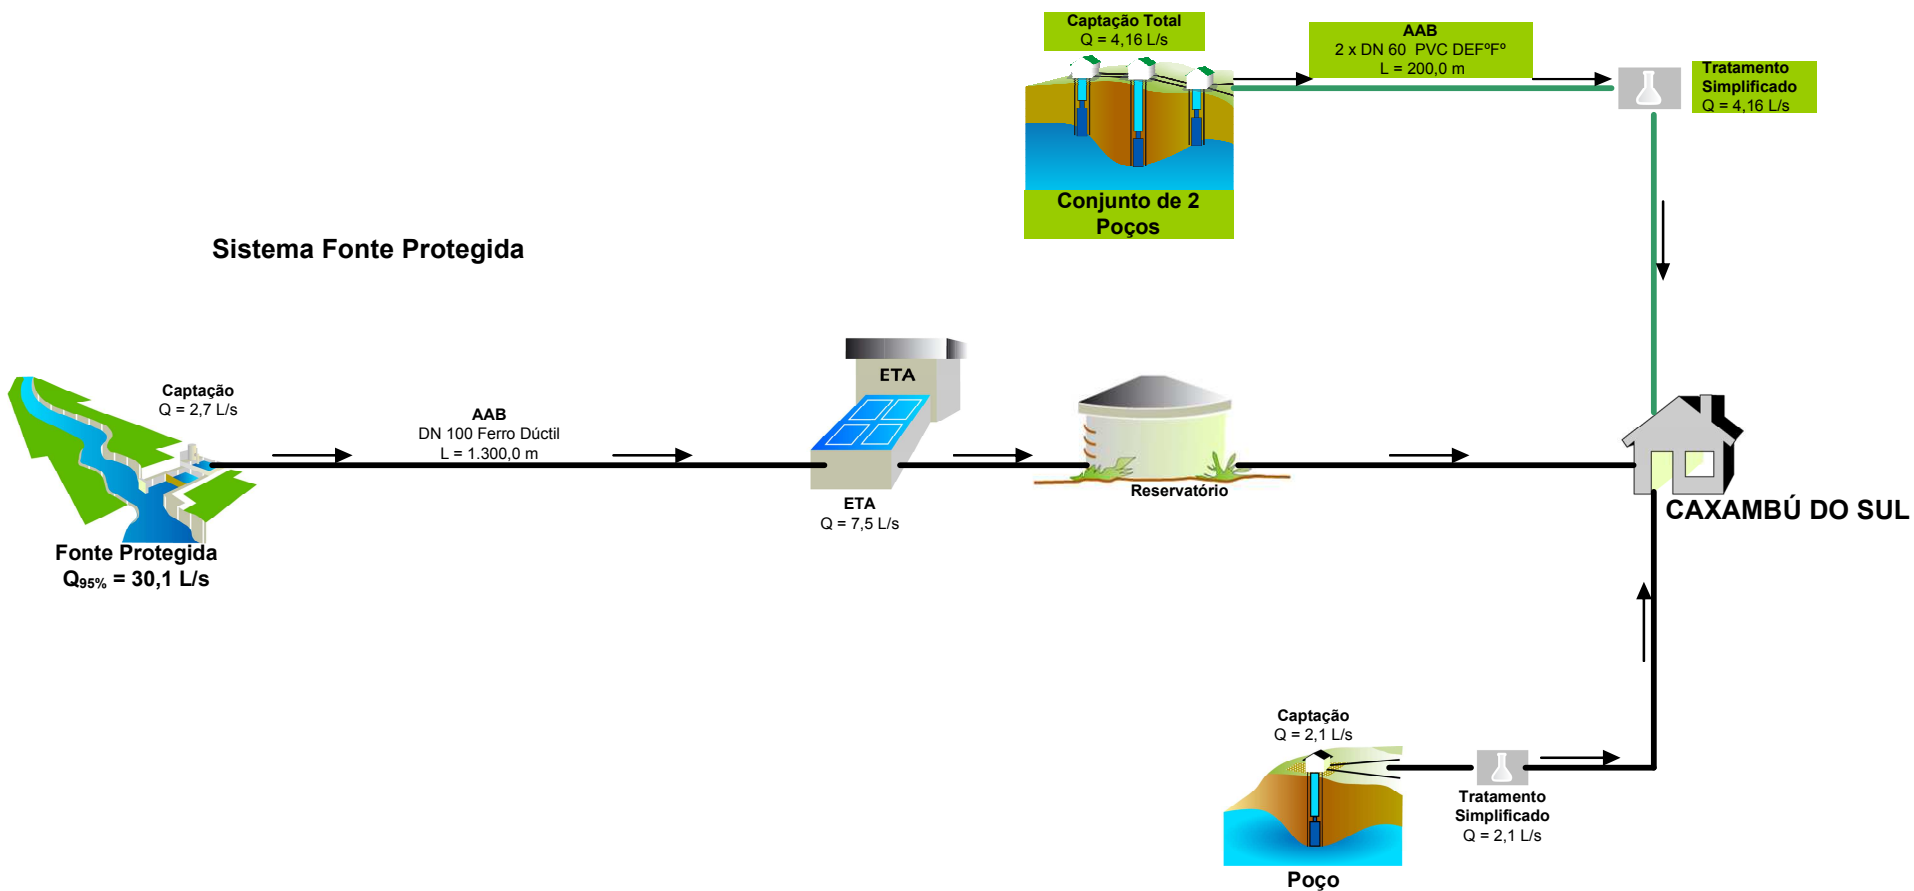 Captação Total
Q = 4,16 L/s
AAB
2 x DN 60  PVC DEFºFº
L = 200,0 m
Tratamento
Simplificado
Q = 4,16 L/s
Conjunto de 2
Poços
Sistema Fonte Protegida
Captação
Q = 2,7 L/s
AAB
DN 100 Ferro Dúctil
L = 1.300,0 m
ETA
ETA
Q = 7,5 L/s
Reservatório
CAXAMBÚ DO SUL
Fonte Protegida
Q95% = 30,1 L/s
Captação
Q = 2,1 L/s
Tratamento
Simplificado
Q = 2,1 L/s
Poço